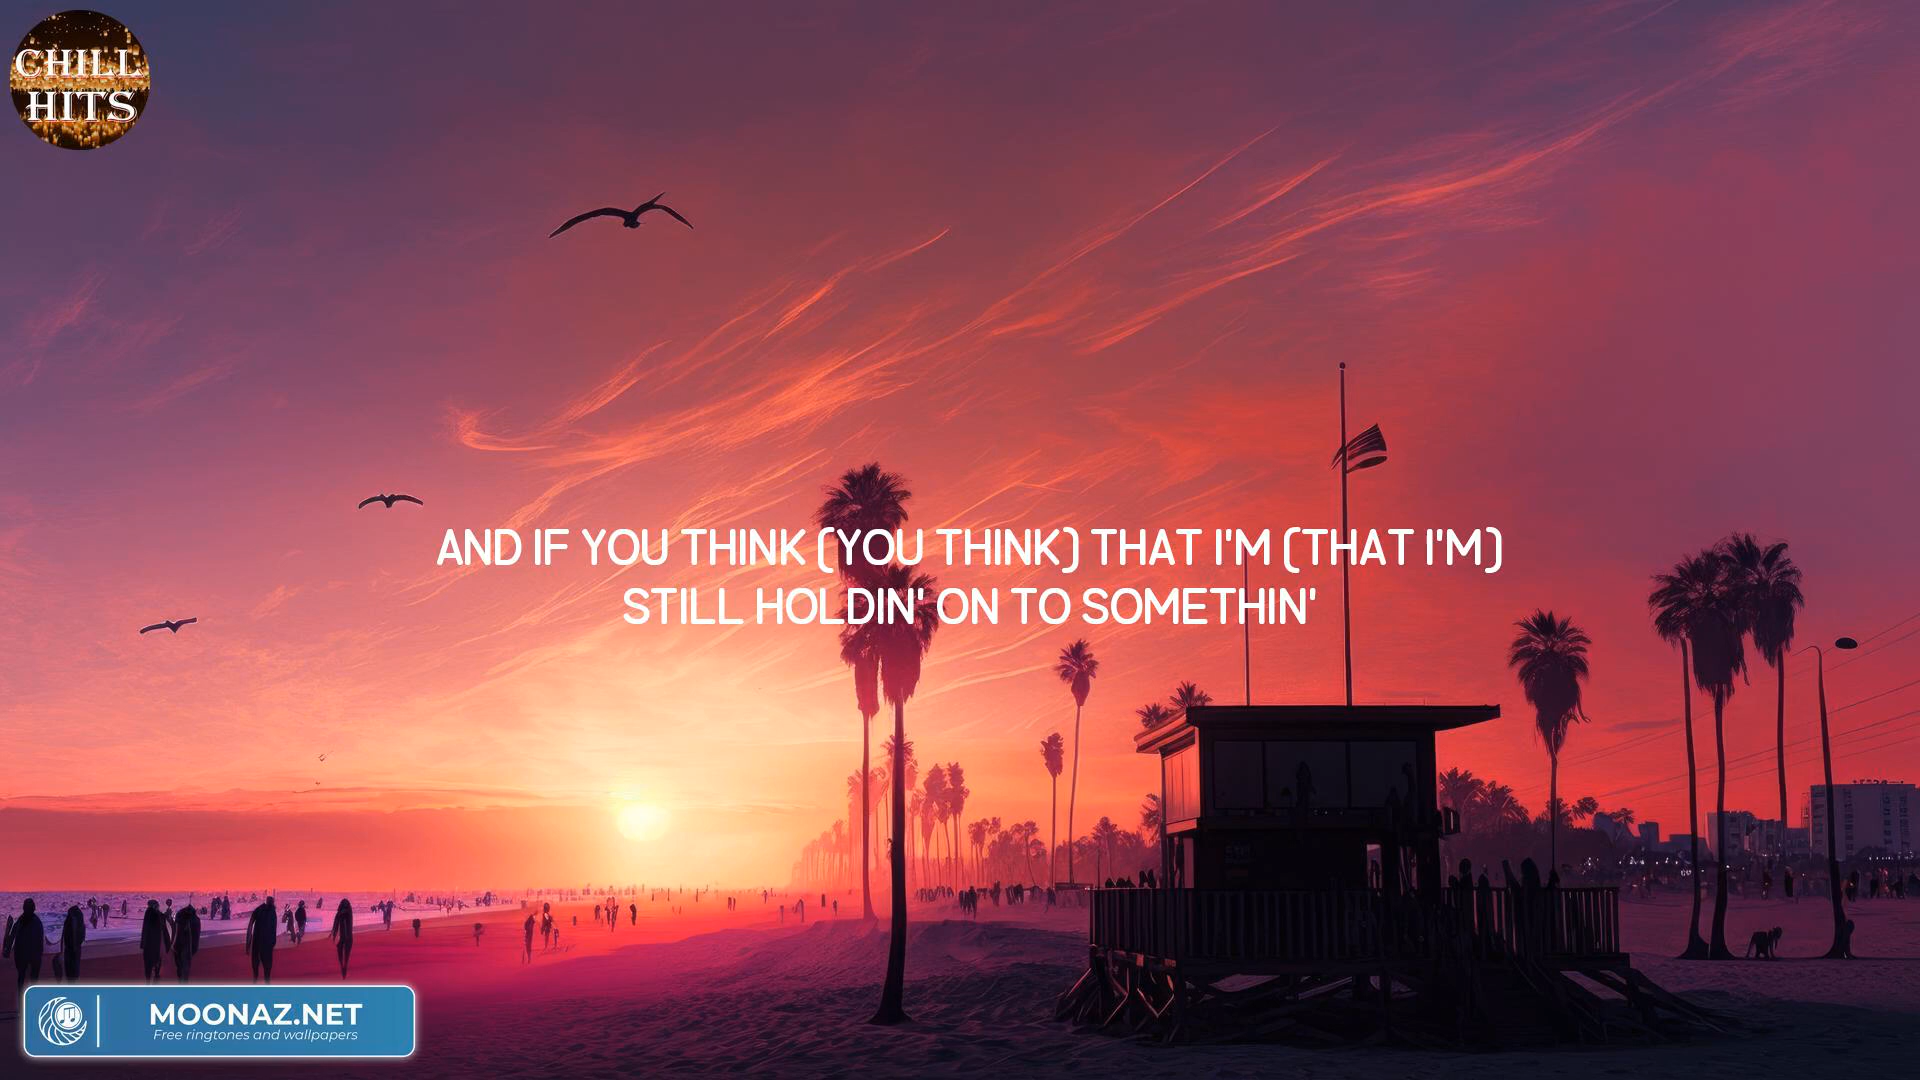 CHILL
HITS
AND IF YOU THINK (YOU THINK) THAT I'M (THAT I'M)
STILL HOLDIN' ON TO SOMETHIN'
MOONAZ.NET
Free ringtones and wallpapers